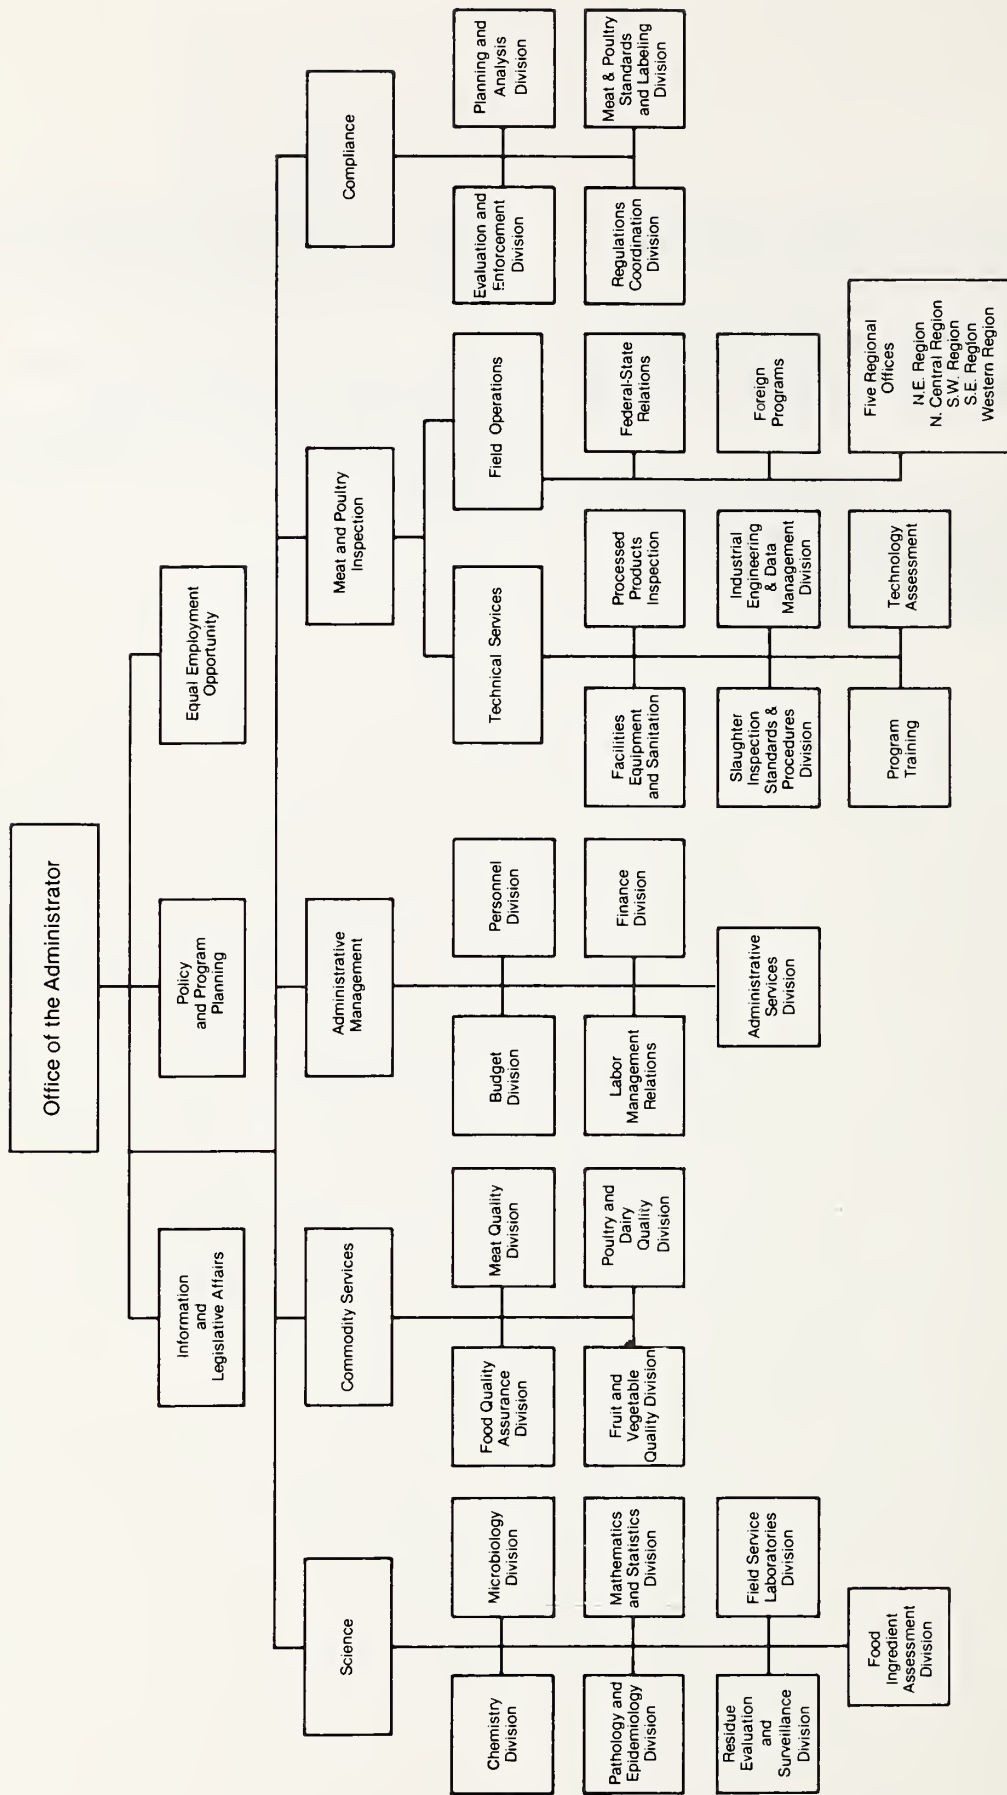 Office of the Administrator
Information
and
Legislative Affairs
Policy
and Program
Planning
Equal Employment
Opportunity
Science
Commodity Services
Administrative
Management
Meat and Poultry
Inspection
Compliance
Chemistry
Division
Microbiology
Division
Pathology and
Epidemiology
Division
Mathematics
and Statistics
Division
Residue
Evaluation
and
Surveillance
Division
Field Service
Laboratories
Division
Food
Ingredient
Assessment
Division
Food Quality
Assurance
Division
Meat Quality
Division
Fruit and
Vegetable
Quality Division
Poultry and
Dairy
Quality
Division
Budget
Division
Personnel
Division
Labor
Management
Relations
Finance
Division
Administrative
Services
Division
Technical Services
Field Operations
Facilities
Equipment
and Sanitation
Processed
Products
Inspection
Slaughter
Inspection
Standards &
Procedures
Division
Industrial
Engineering
& Data
Management
Division
Program
Training
Technology
Assessment
Federal-State
Relations
Foreign
Programs
Five Regional
Offices
N.E. Region
N. Central Region
S.W. Region
S.E. Region
Western Region
Evaluation and
Enforcement
Division
Planning and
Analysis
Division
Regulations
Coordination
Division
Meat & Poultry
Standards
and Labeling
Division